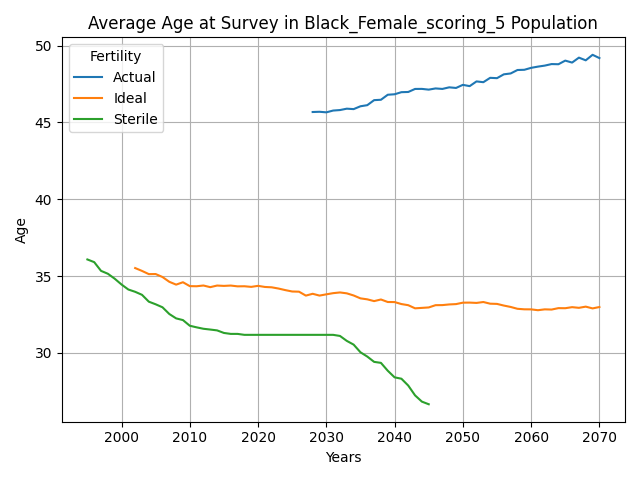 Average Age at Survey in Black_Female_scoring_5 Population
Fertility
Actual
Ideal
Sterile
50
45
40
35
30
Age
2000 2010 2020 2030 2040 2050 2060 2070
Years